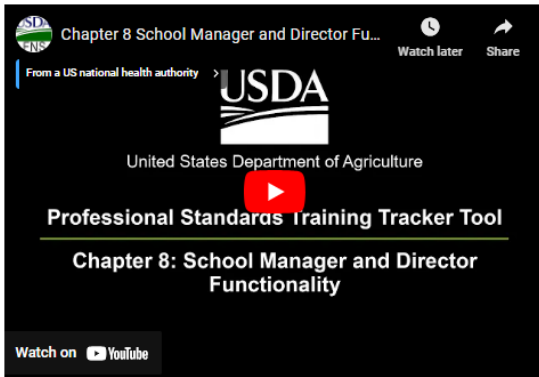 USDA
FNS
Chapter 8 School Manager and Director Fu...
Watch later
Share
From a US national health authority
USDA
United States Department of Agriculture
Professional Standards Training Tracker Tool
Chapter 8: School Manager and Director
Functionality
Watch on YouTube